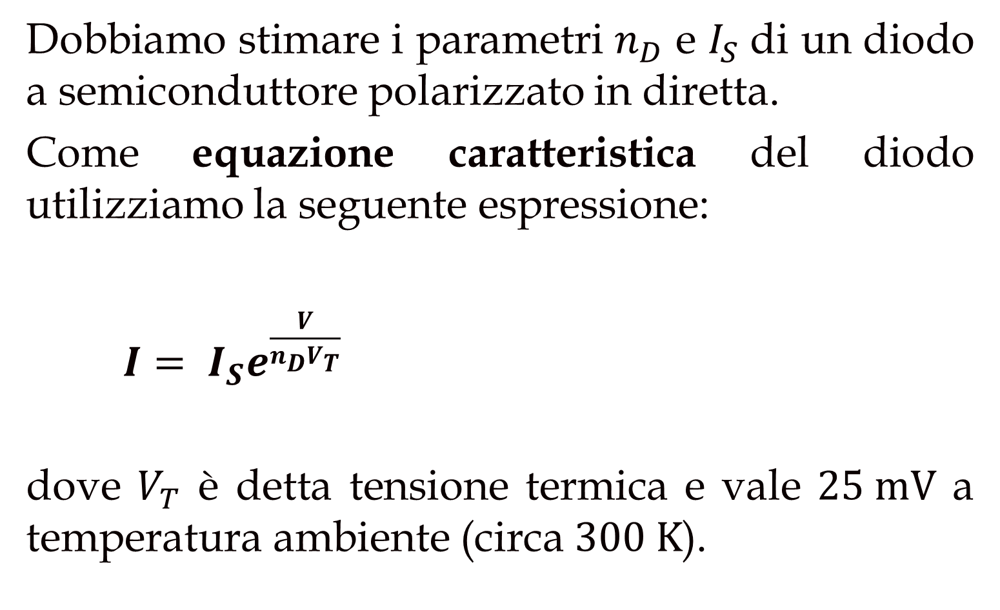 Dobbiamo stimare i parametri n_D e I_S di un diodo
a semiconduttore polarizzato in diretta.
Come equazione caratteristica del diodo
utilizziamo la seguente espressione:
I = I_S e^{\frac{V}{n_D V_T}}
dove V_T è detta tensione termica e vale 25 mV a
temperatura ambiente (circa 300 K).